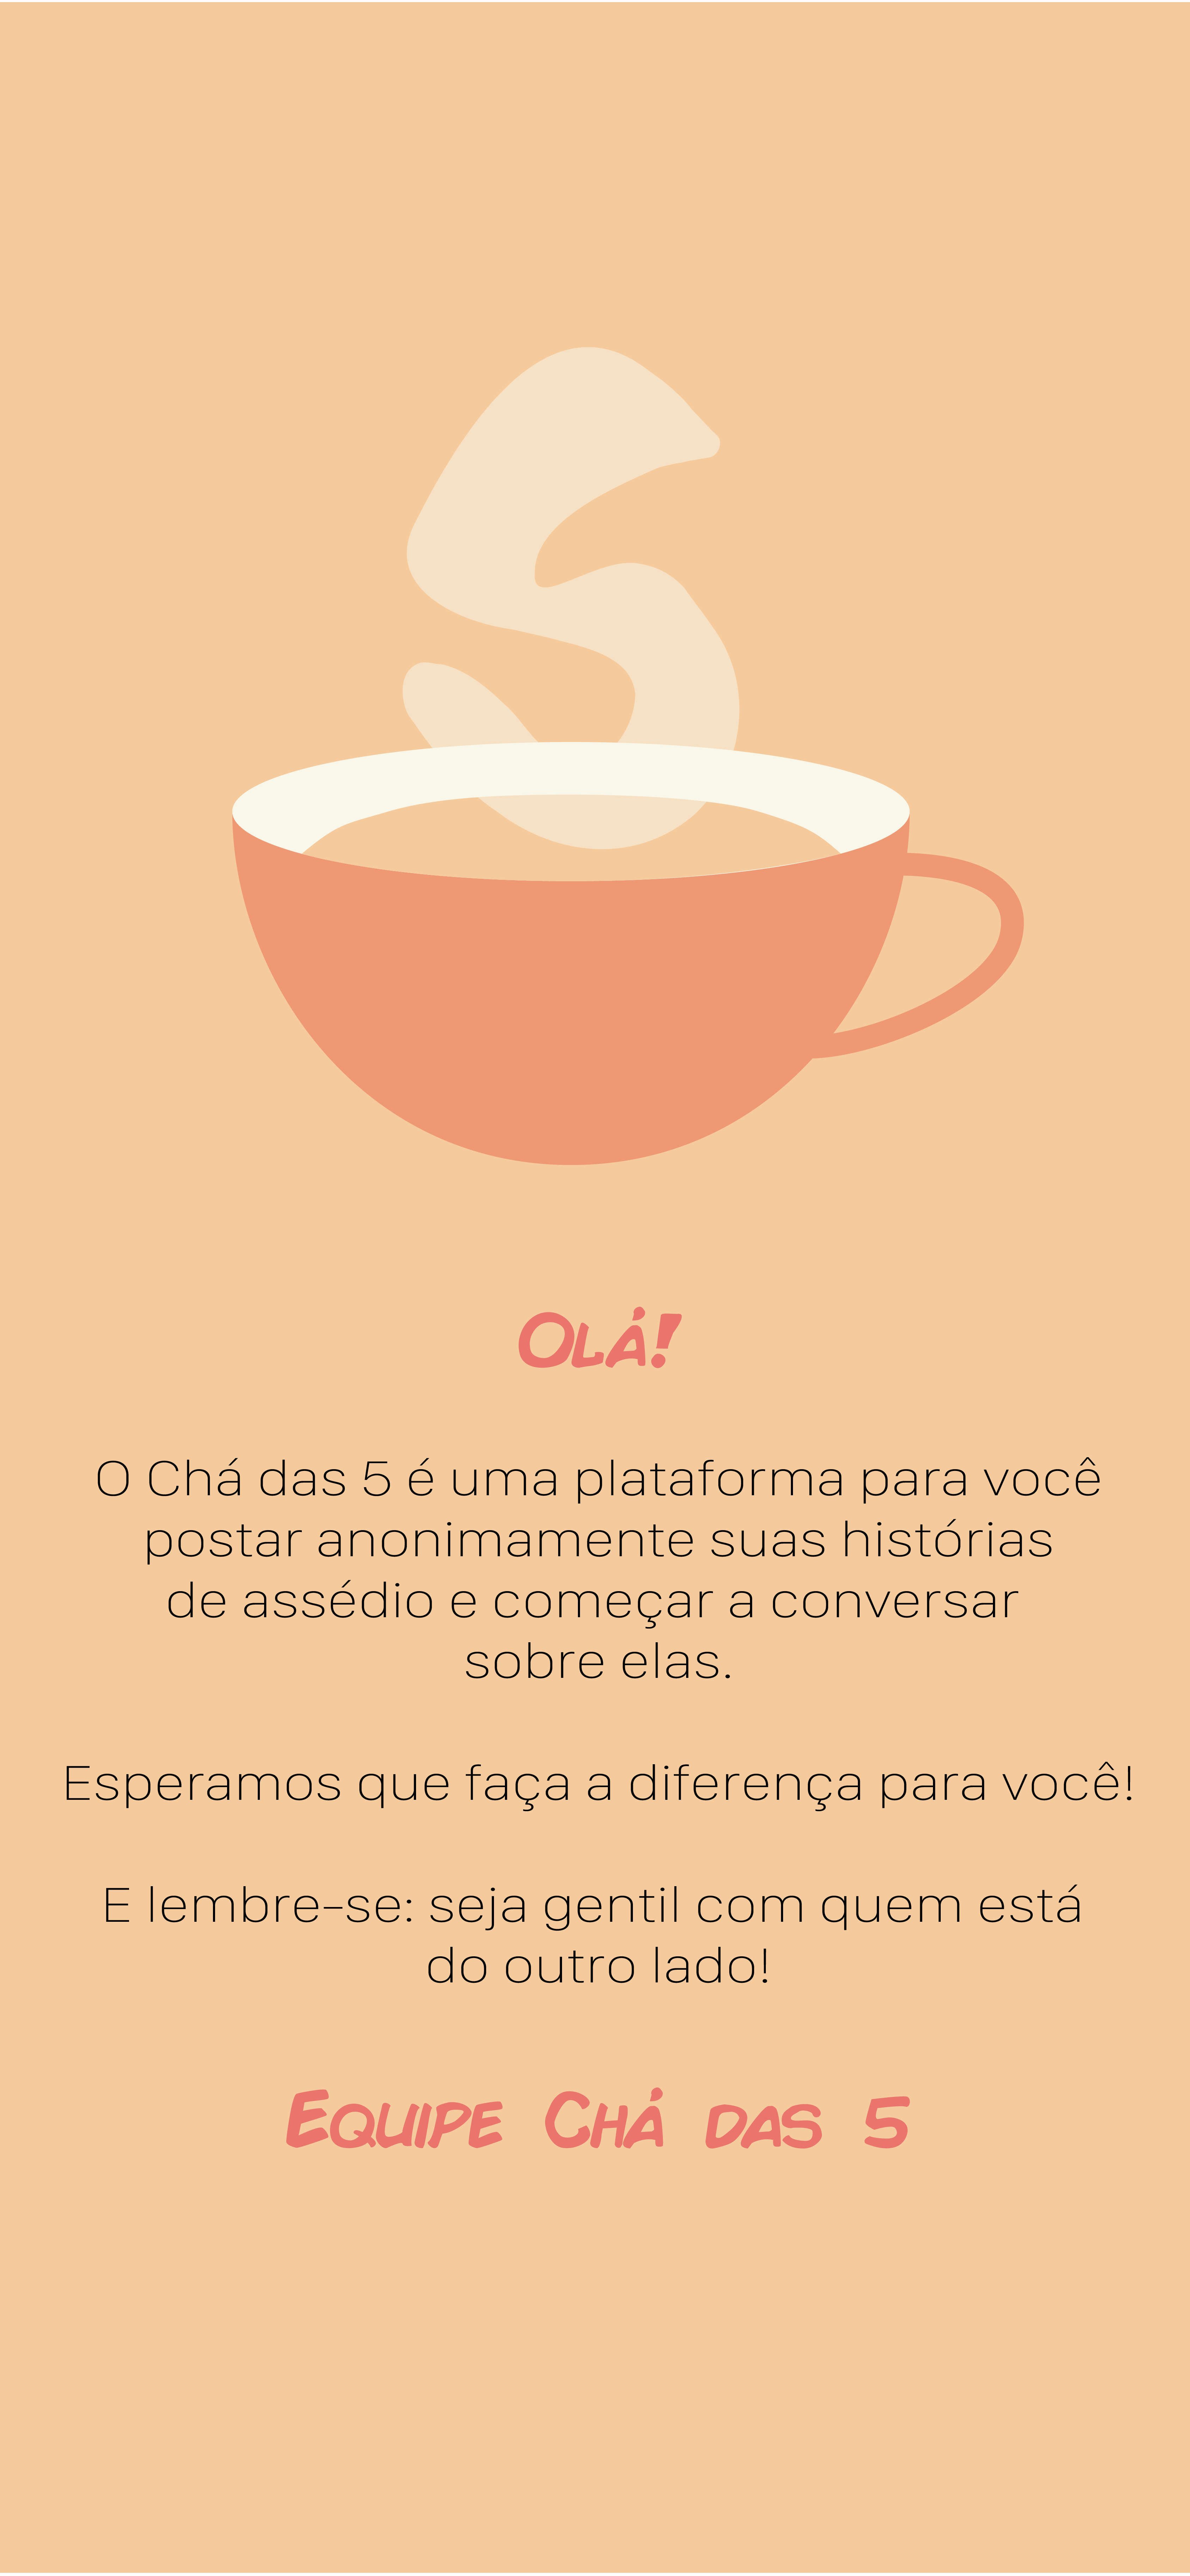 Olá!
O Chá das 5 é uma plataforma para você
postar anonimamente suas histórias
de assédio e começar a conversar
sobre elas.
Esperamos que faça a diferença para você!
E lembre-se: seja gentil com quem está
do outro lado!
Equipe Chá das 5